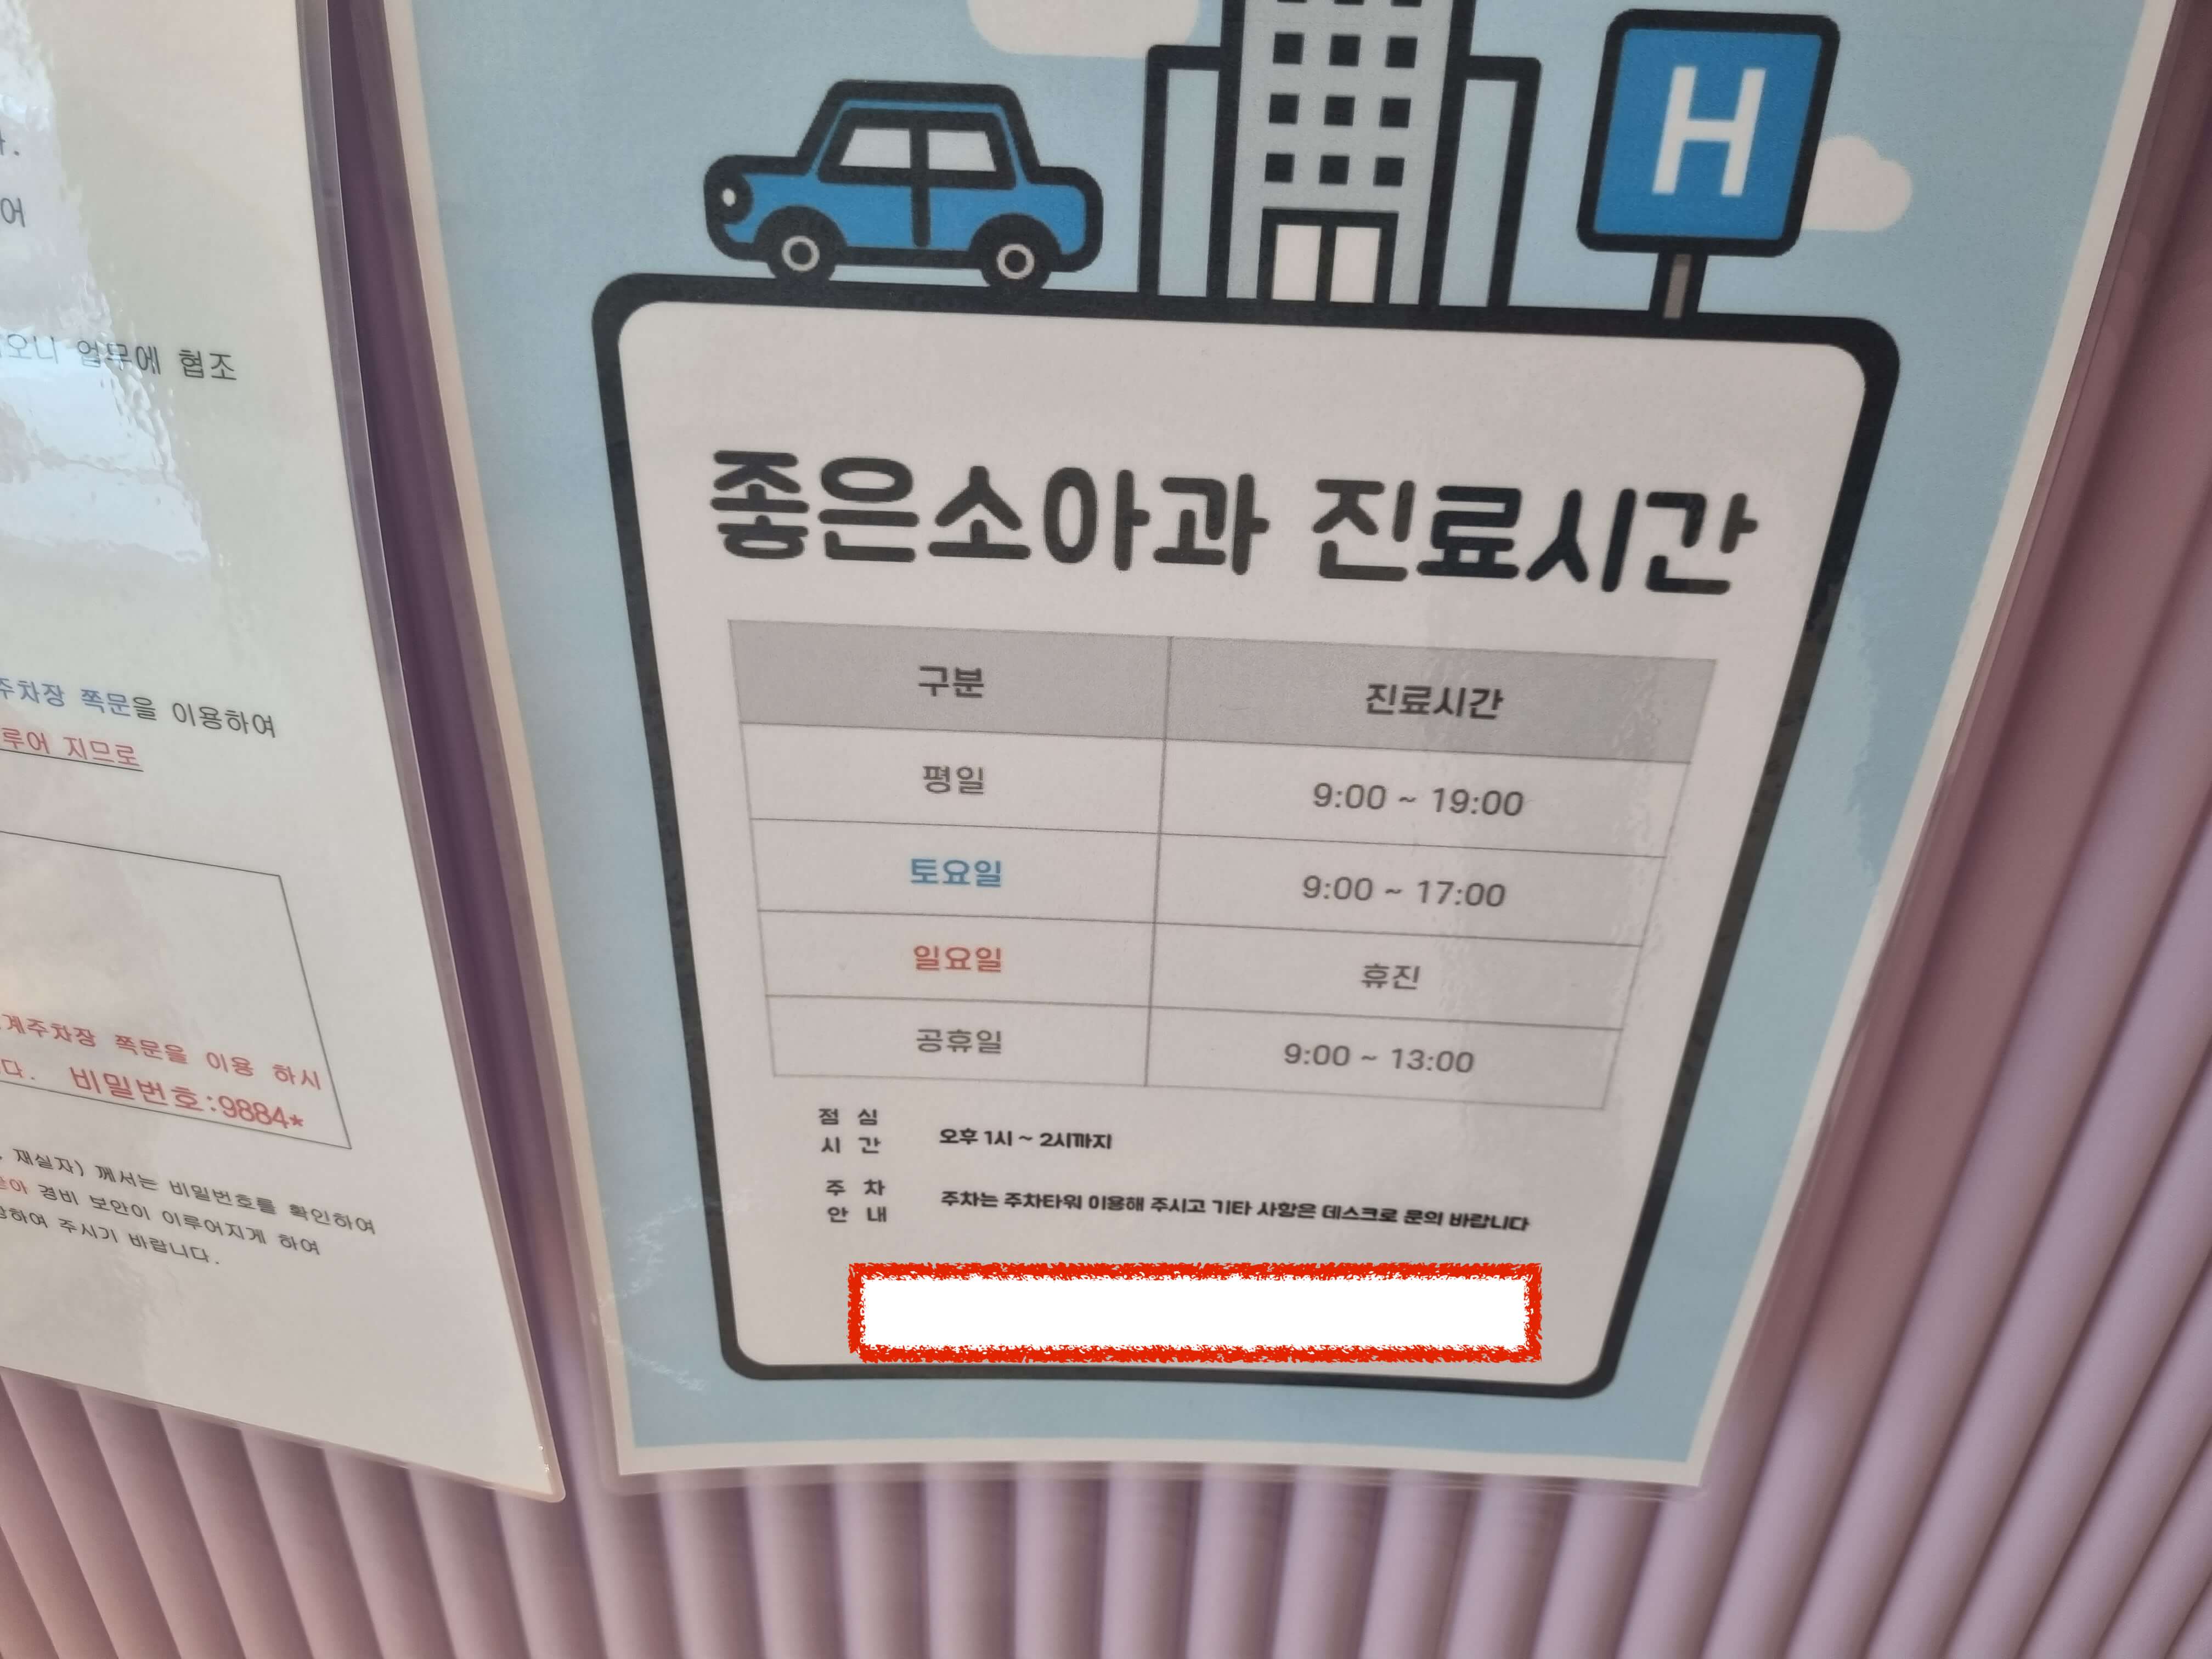 어
오니 업무에 협조
주차장 쪽문을 이용하여
루어 지므로
계주차장 쪽문을 이용 하시
다. 비밀번호:9884*
재실자) 께서는 비밀번호를 확인하여
경비 보안이 이루어지게 하여
하여 주시기 바랍니다.
H
좋은소아과 진료시간
구분 진료시간
평일 9:00 ~ 19:00
토요일 9:00 ~ 17:00
일요일 휴진
공휴일 9:00 ~ 13:00
점심시간 오후 1시 ~ 2시까지
주차안내 주차는 주차타워 이용해 주시고 기타 사항은 데스크로 문의 바랍니다